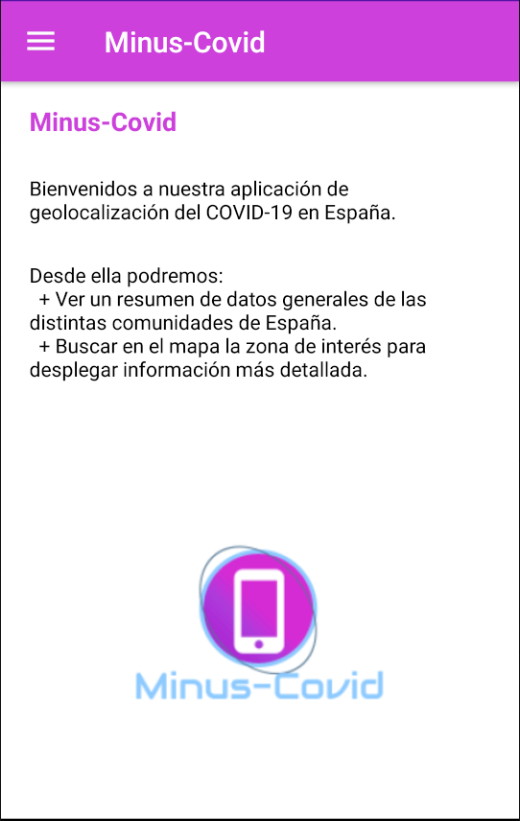 Minus-Covid
Minus-Covid
Bienvenidos a nuestra aplicación de
geolocalización del COVID-19 en España.
Desde ella podremos:
+ Ver un resumen de datos generales de las
distintas comunidades de España.
+ Buscar en el mapa la zona de interés para
desplegar información más detallada.
Minus-Covid